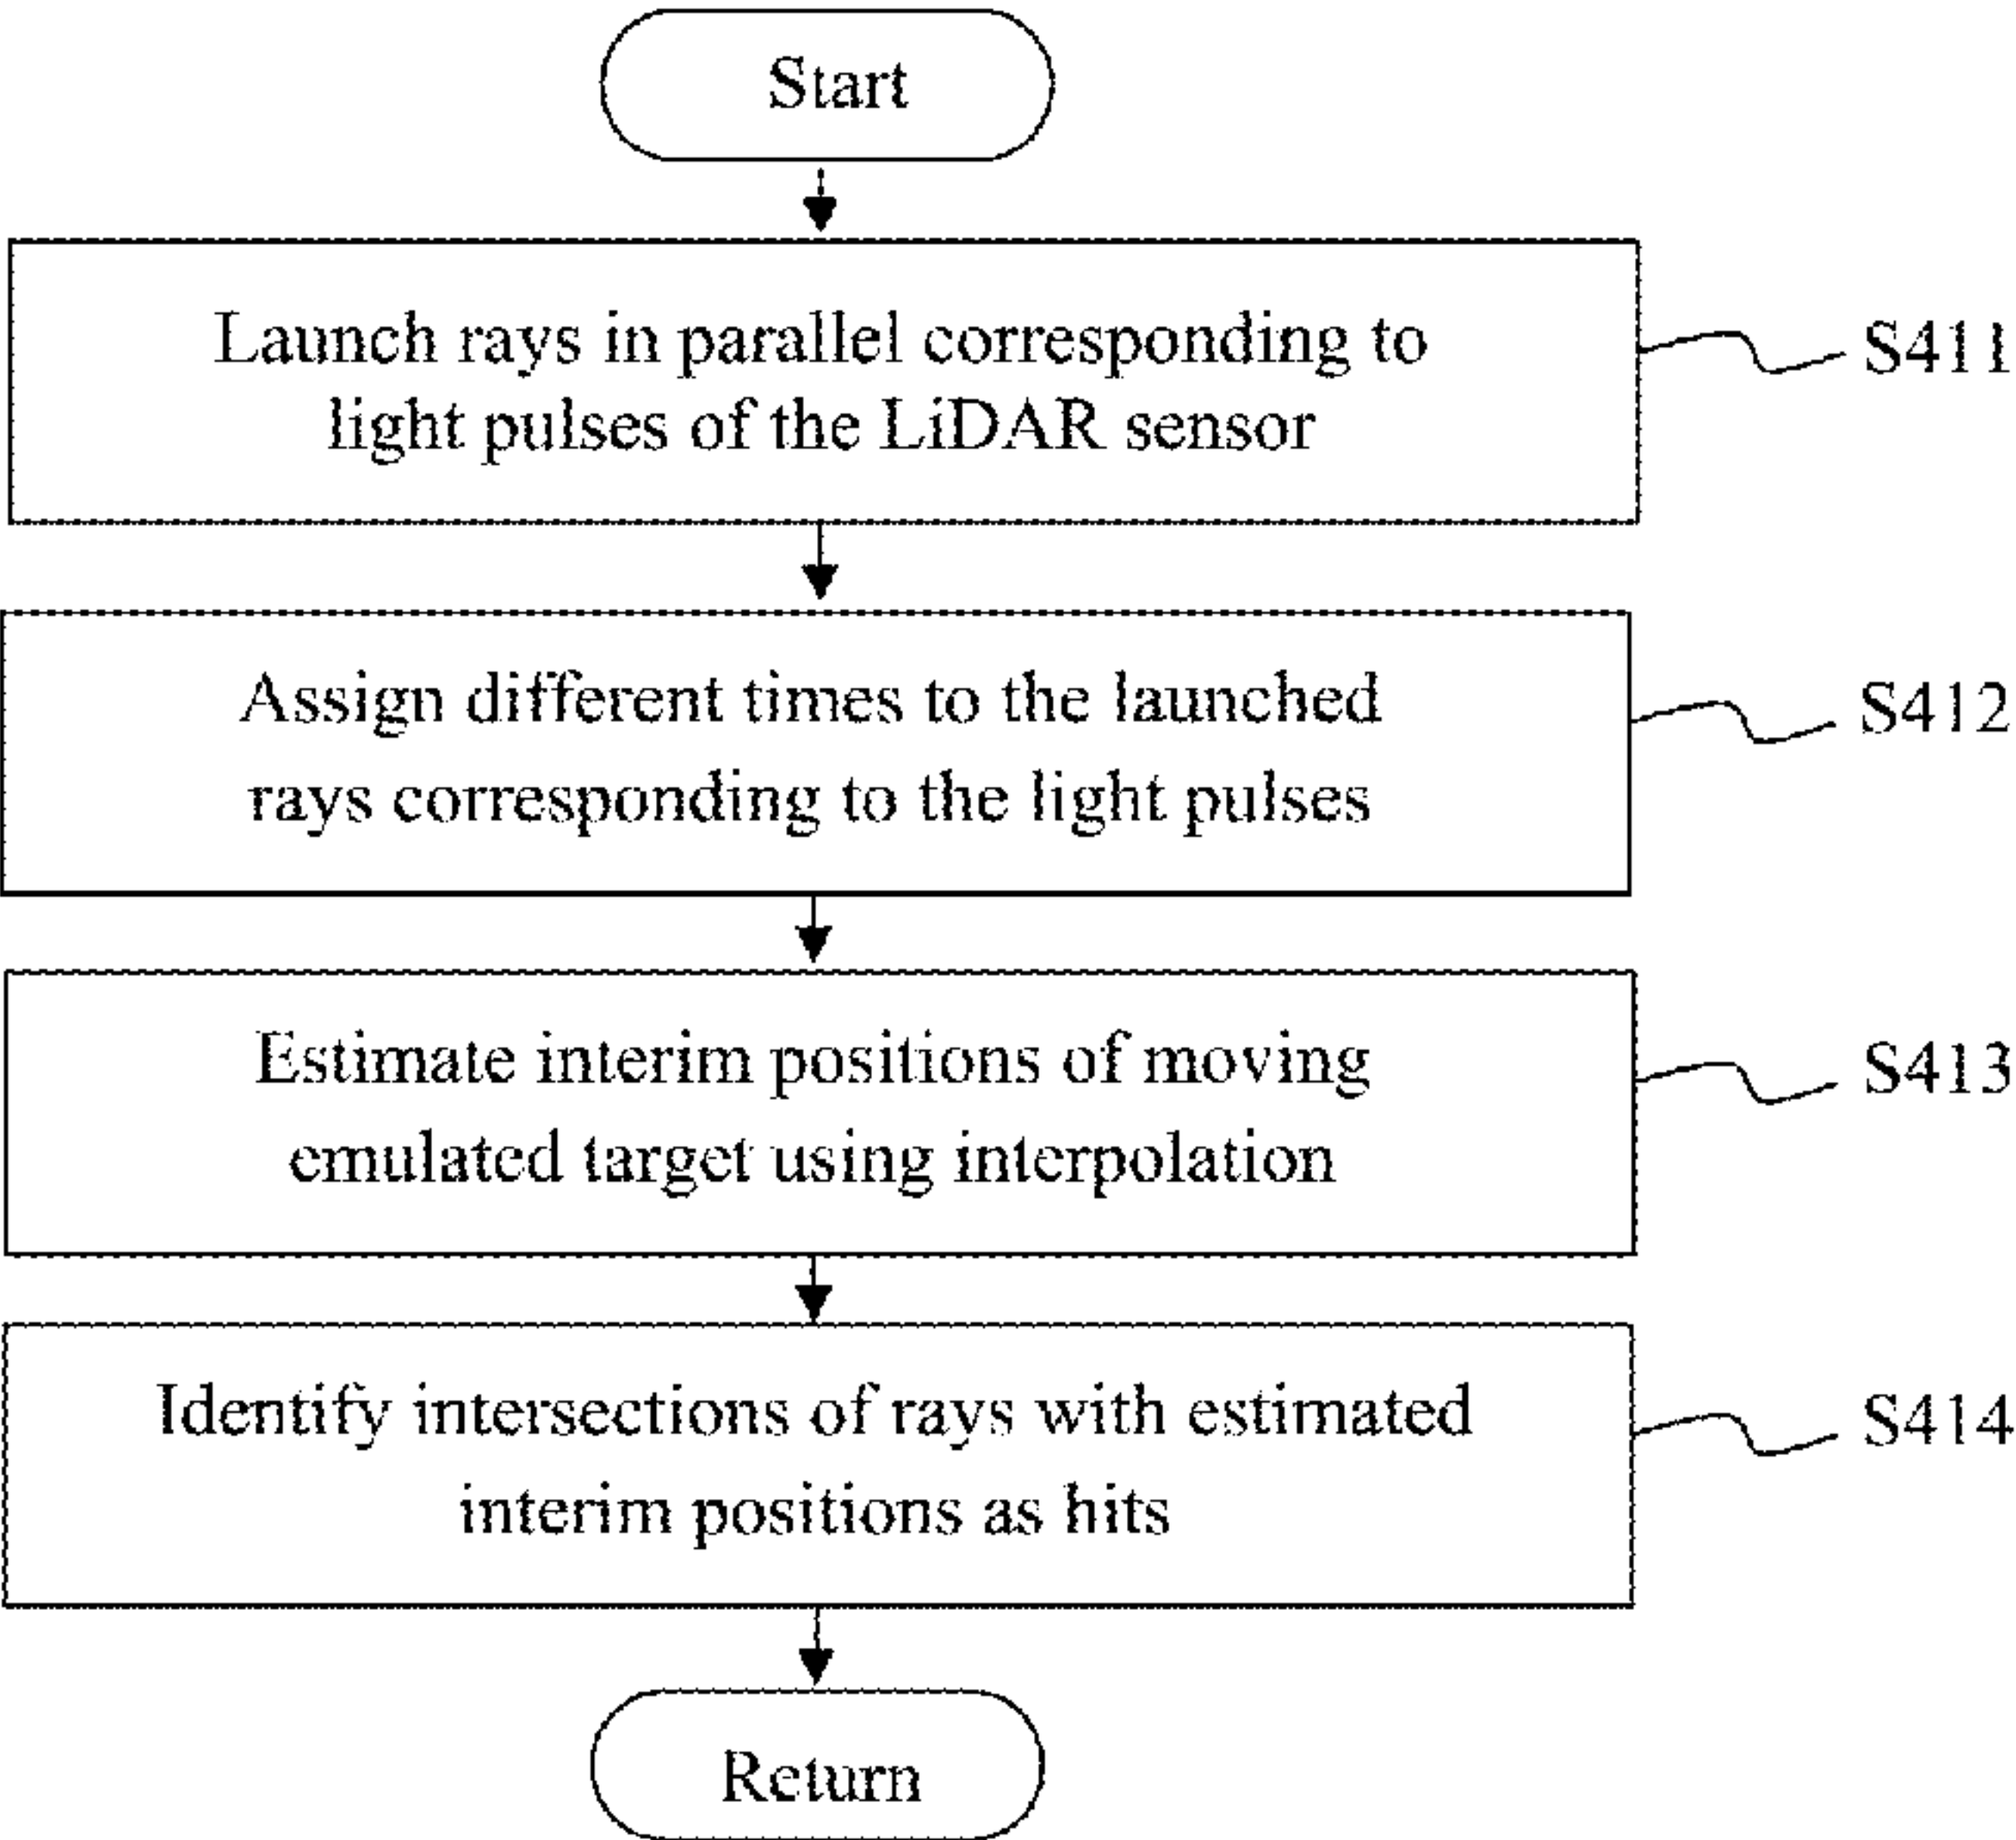 Start
Launch rays in parallel corresponding to
light pulses of the LiDAR sensor
S411
Assign different times to the launched
rays corresponding to the light pulses
S412
Estimate interim positions of moving
emulated target using interpolation
S413
Identify intersections of rays with estimated
interim positions as hits
S414
Return